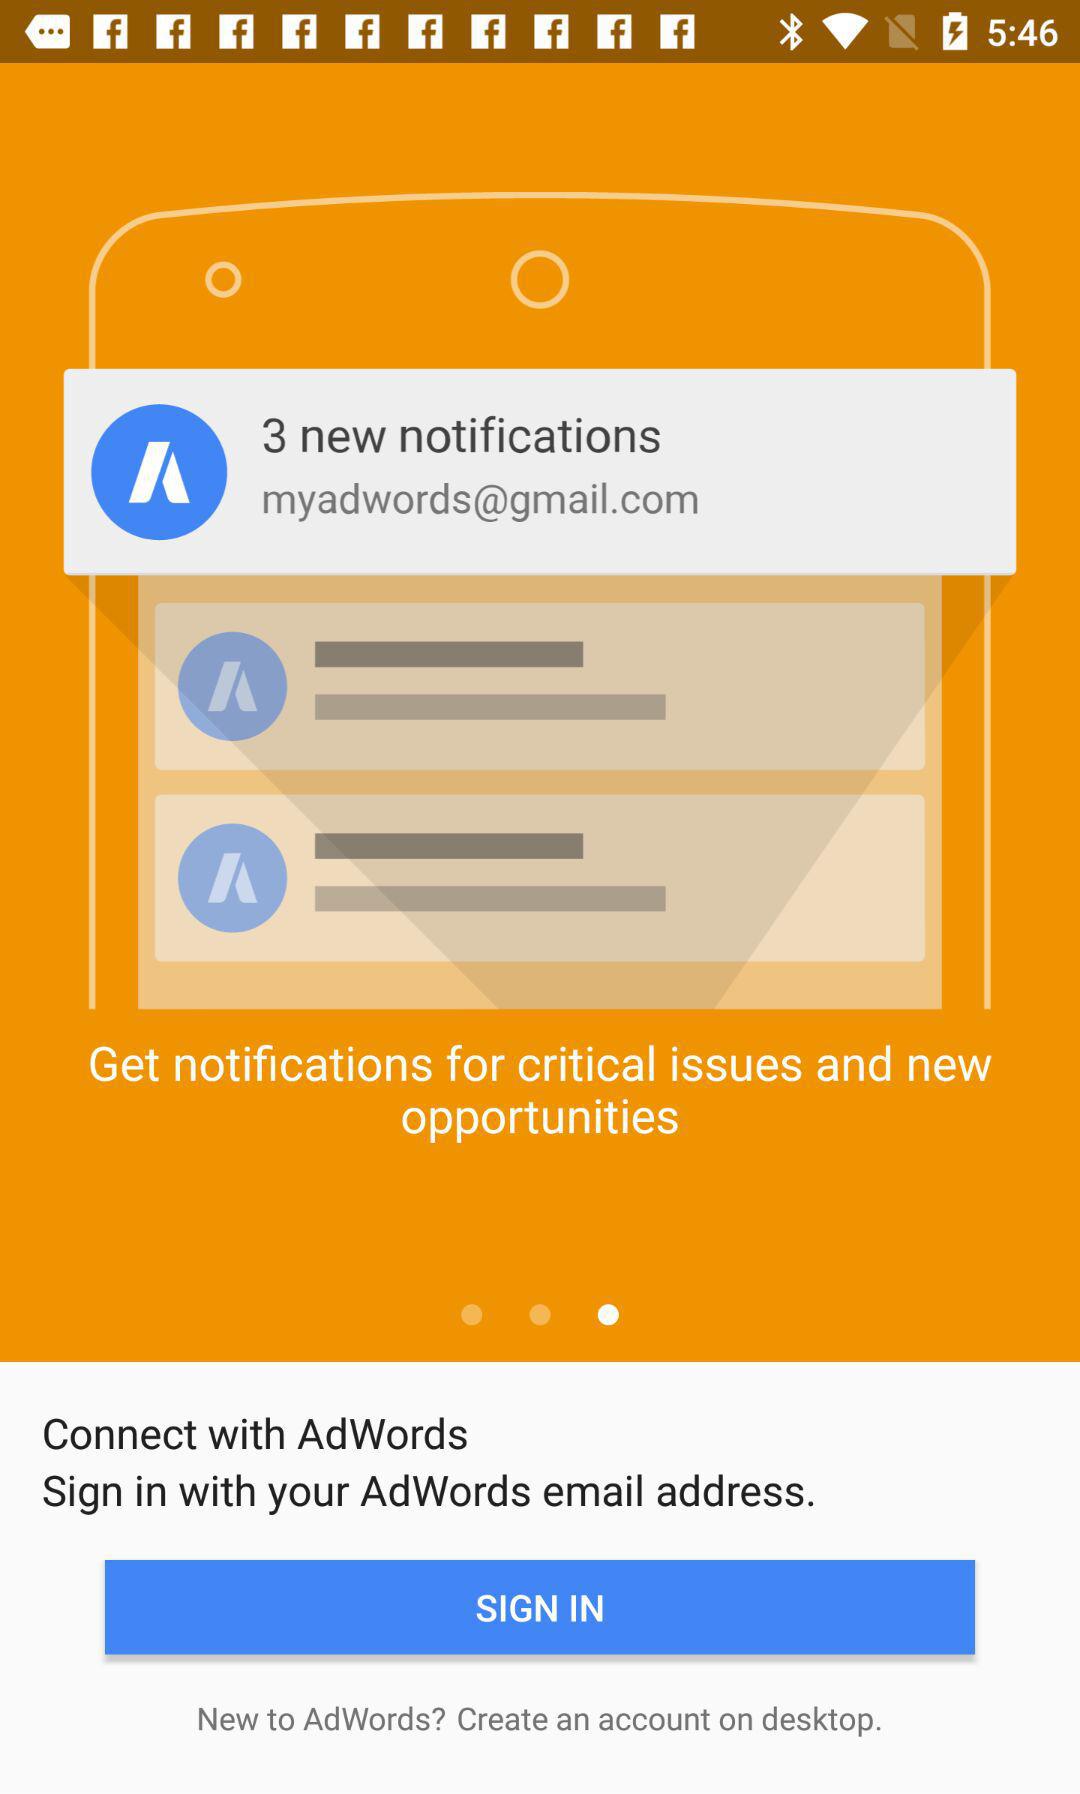 5:46
3 new notifications
myadwords@gmail.com
Get notifications for critical issues and new
opportunities
Connect with AdWords
Sign in with your AdWords email address.
SIGN IN
New to AdWords? Create an account on desktop.